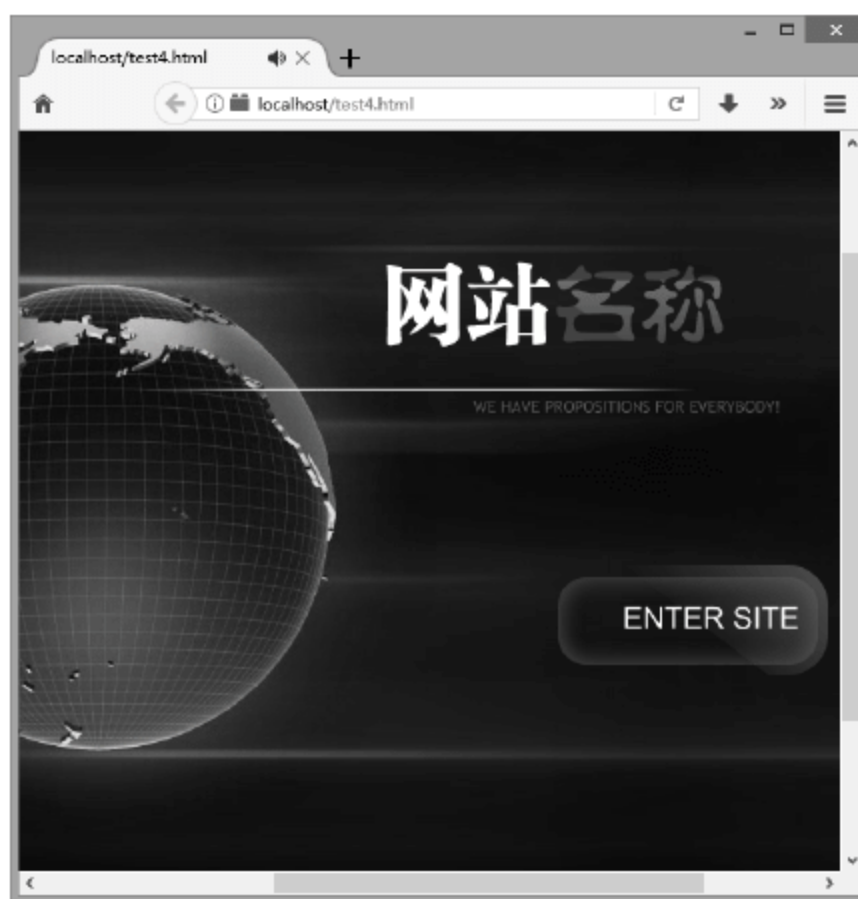 localhost/test4.html
localhost/test4.html
网站名称
WE HAVE PROPOSITIONS FOR EVERYBODY!
ENTER SITE